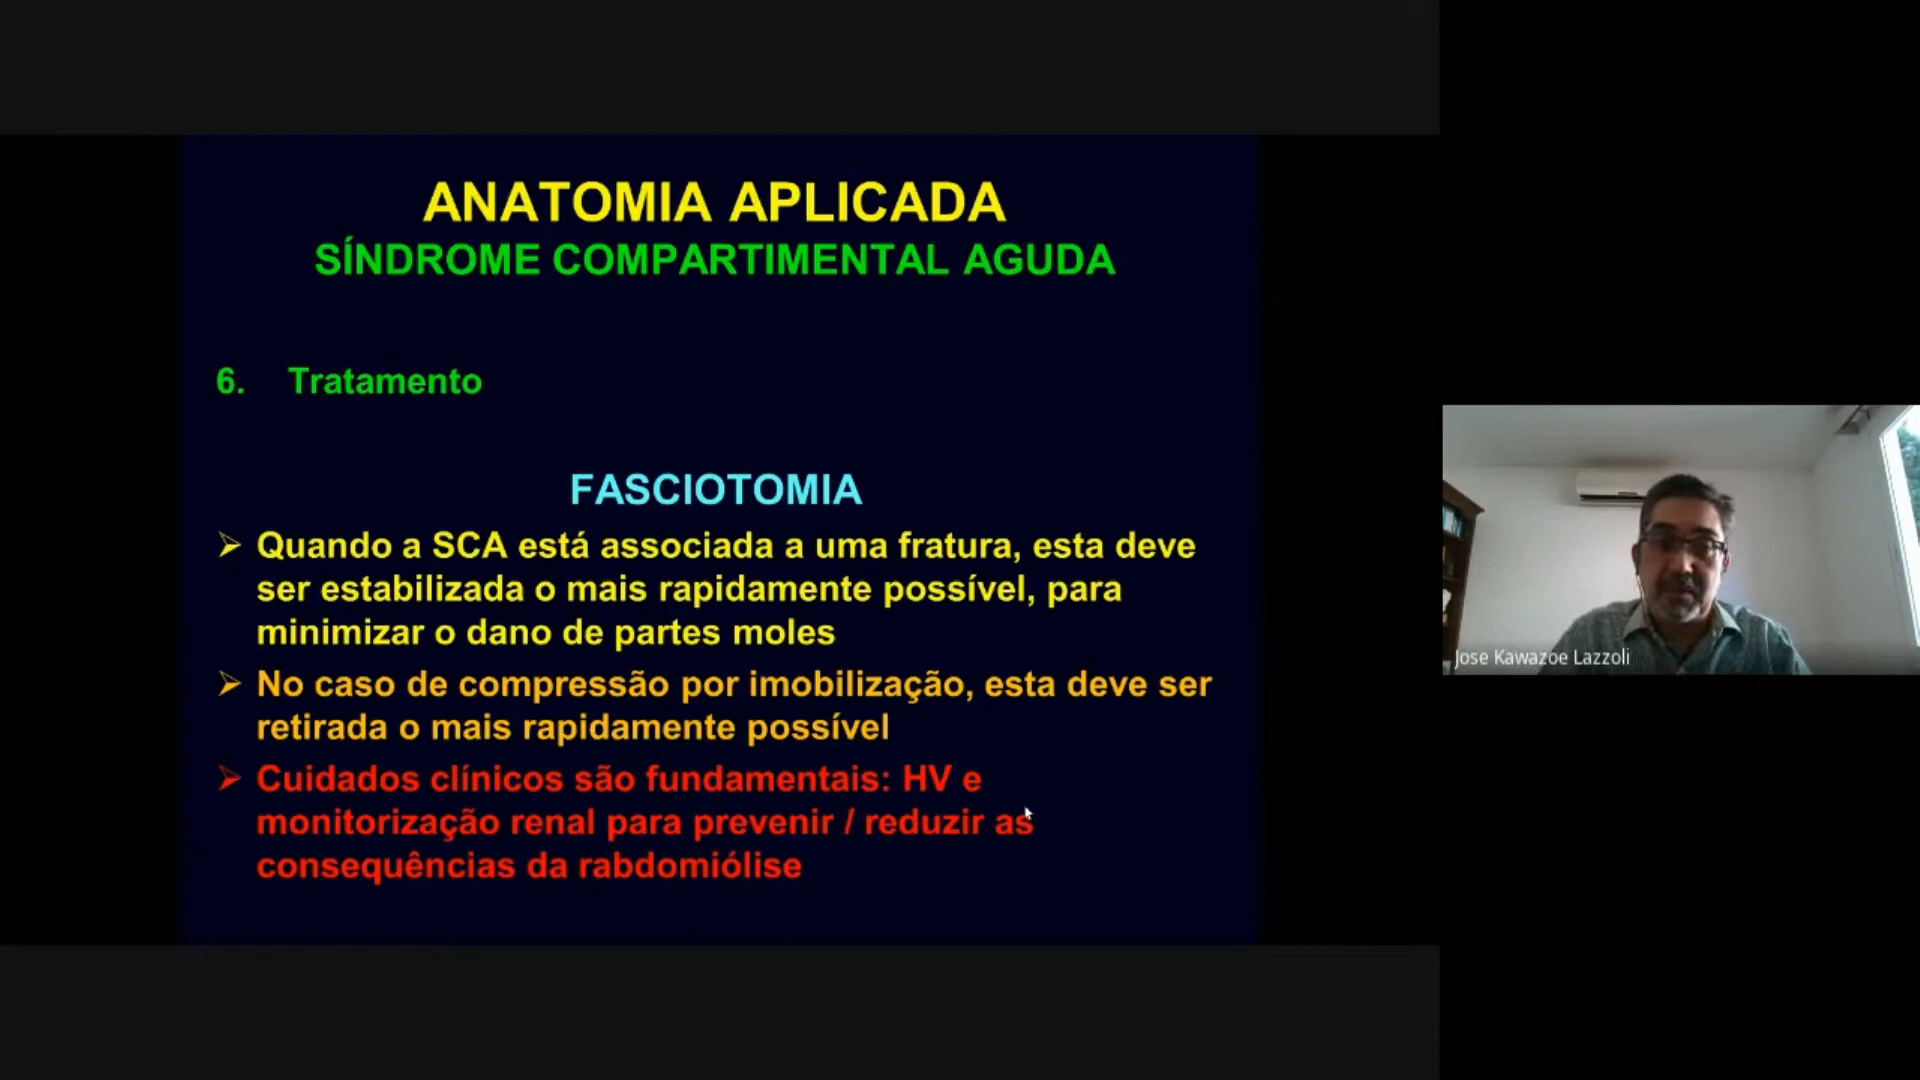 ANATOMIA APLICADA
SÍNDROME COMPARTIMENTAL AGUDA
6. Tratamento
FASCIOTOMIA
Quando a SCA está associada a uma fratura, esta deve
ser estabilizada o mais rapidamente possível, para
minimizar o dano de partes moles
No caso de compressão por imobilização, esta deve ser
retirada o mais rapidamente possível
Cuidados clínicos são fundamentais: HV e
monitorização renal para prevenir / reduzir as
consequências da rabdomiólise
Jose Kawazoe Lazzoli